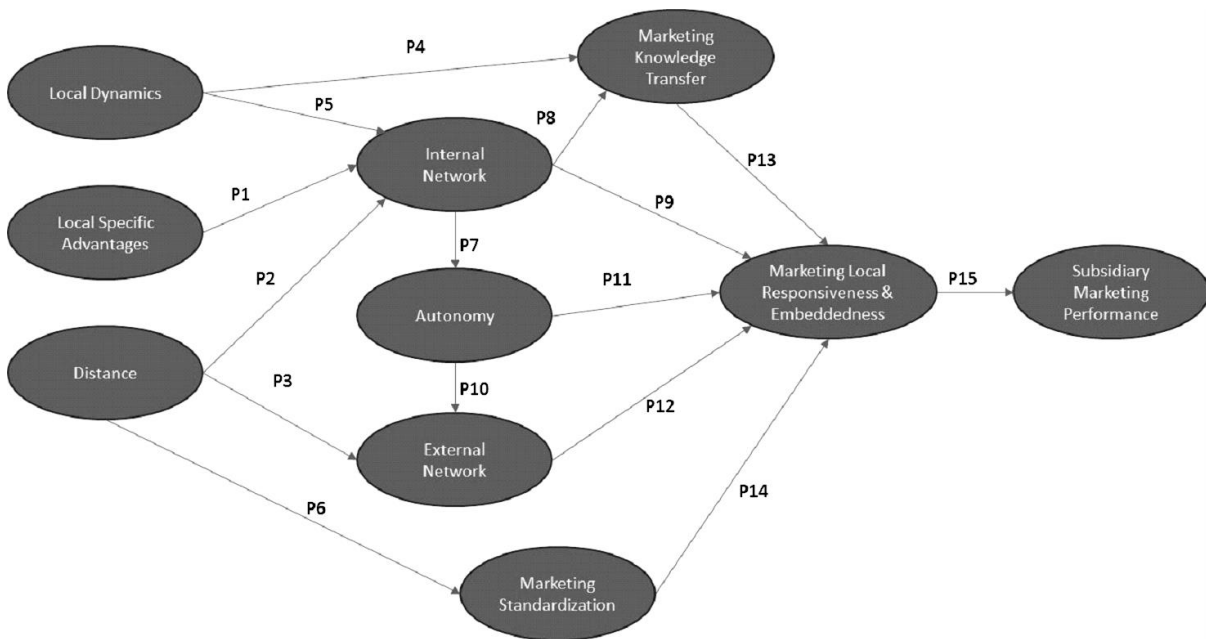 P4
Marketing
Knowledge
Transfer
Local Dynamics
P5
P8
Internal
Network
P13
P1
P9
Local Specific
Advantages
P7
P2
Marketing Local
Responsiveness &
Embeddedness
P15
Subsidiary
Marketing
Performance
P11
Autonomy
Distance
P3
P10
P12
External
Network
P14
P6
Marketing
Standardization